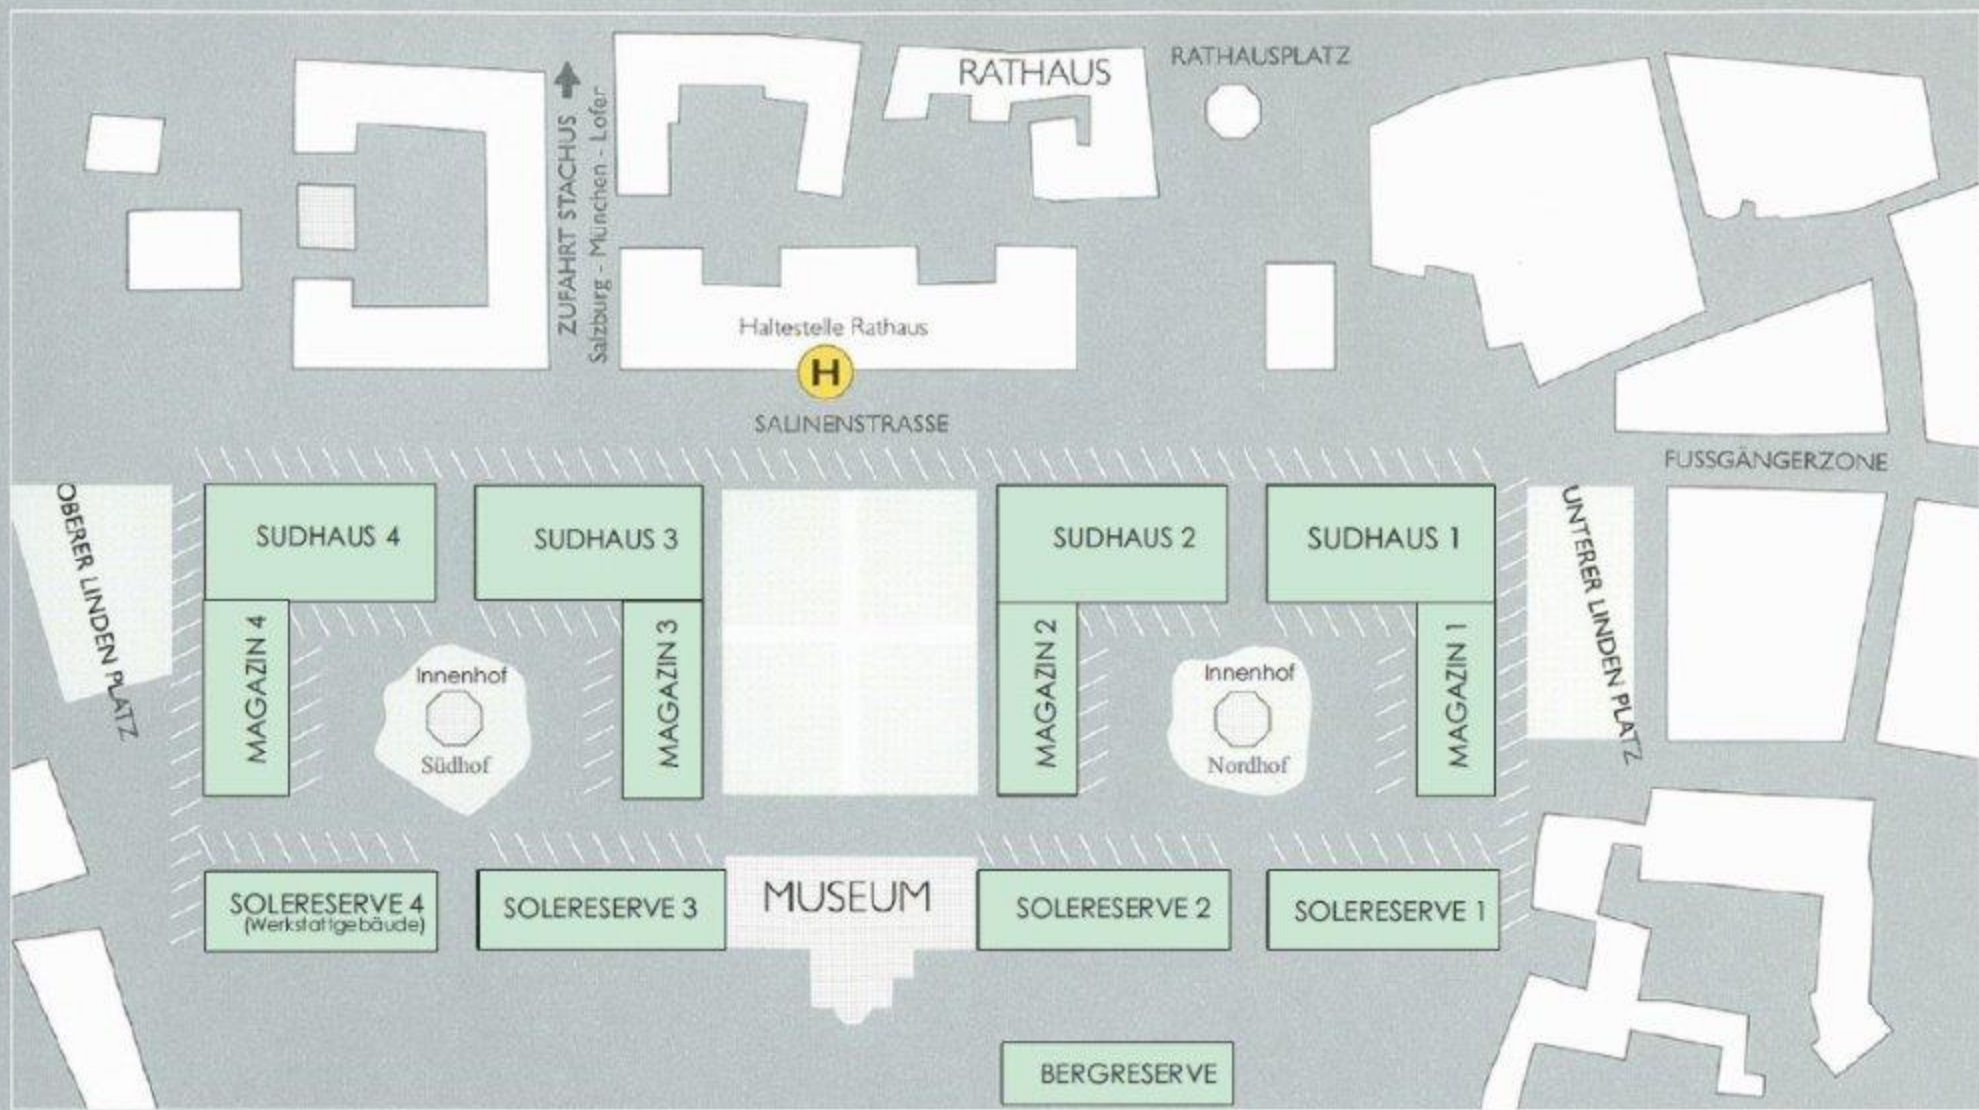 RATHAUSPLATZ
RATHAUS
ZUFAHRT STACHUS
Salzburg - München - Lofer
Haltestelle Rathaus
H
SALINENSTRASSE
FUSSGÄNGERZONE
OBERER LINDEN PLATZ
SUDHAUS 4
SUDHAUS 3
SUDHAUS 2
SUDHAUS 1
UNTERER LINDEN PLATZ
MAGAZIN 4
Innenhof
Südhof
MAGAZIN 3
MAGAZIN 2
Innenhof
Nordhof
MAGAZIN 1
SOLERESERVE 4
(Werkstattgebäude)
SOLERESERVE 3
MUSEUM
SOLERESERVE 2
SOLERESERVE 1
BERGRESERVE